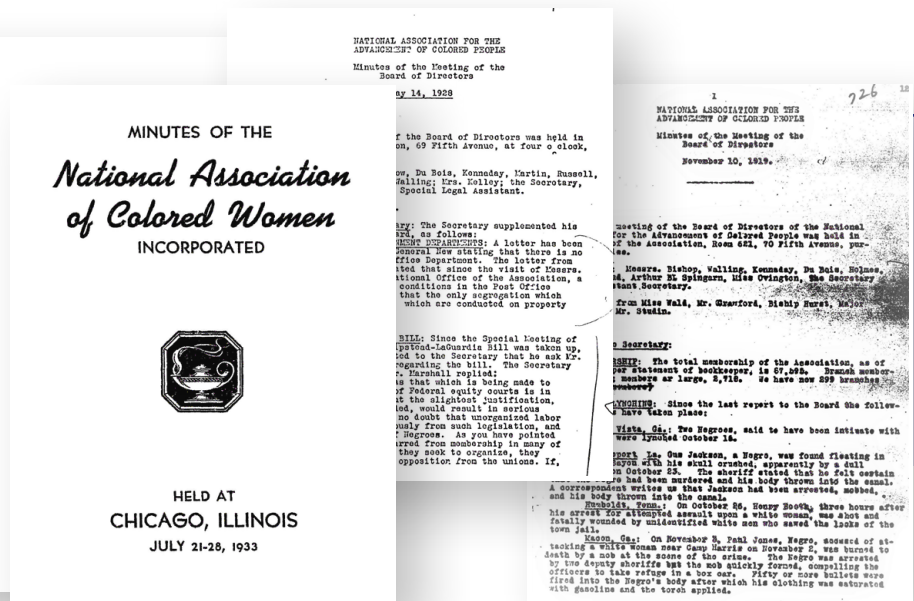 MINUTES OF THE
National Association
of Colored Women
INCORPORATED
HELD AT
CHICAGO, ILLINOIS
JULY 21-28, 1933
NATIONAL ASSOCIATION FOR THE
ADVANCEMENT OF COLORED PEOPLE
Minutes of the Meeting of the
Board of Directors
ay 14, 1928
f the Board of Directors was held in
on, 69 Fifth Avenue, at four o clock,
ow, Du Bois, Kennaday, Martin, Russell,
Walling; Mrs. Kelley; the Secretary,
Special Legal Assistant.
ary: The Secretary supplemented his
ard, as follows:
NMENT DEPARTMENTS: A letter has been
General New stating that there is no
ffice Department. The letter from
ated that since the visit of Messrs.
tional Office of the Association, a
conditions in the Post Office
that the only segregation which
which are conducted on property
BILL: Since the Special Meeting of
ipstead-LaGuardia Bill was taken up,
ted to the Secretary that he ask Mr.
regarding the bill. The Secretary
r. Marshall replied:
as that which is being made to
of Federal equity courts is in
ut the slightest justification,
ied, would result in serious
no doubt that unorganized labor
ously from such legislation, and
f Negroes. As you have pointed
rred from membership in many of
they seek to organize, they
opposition from the unions. If,
726
18
1
NATIONAL ASSOCIATION FOR THE
ADVANCEMENT OF COLORED PEOPLE
Minutes of the Meeting of the
Board of Directors
November 10, 1919.
meeting of the Board of Directors of the National
for the Advancement of Colored People was held in
of the Association, Room 621, 70 Fifth Avenue, pur-
Messrs. Bishop, Walling, Kennaday, Du Bois, Holmes,
d, Arthur B. Spingarn, Miss Ovington, the Secretary
stant Secretary.
from Miss Wald, Mr. Crawford, Bishop Hurst, Major
Mr. Studin.
e Secretary:
RSHIP: The total membership of the Association, as of
per statement of bookkeeper, is Branch member-
members ar large, 2,718. We have now 299 branches
LYNCHING: Since the last report to the Board the follow-
have taken place:
Vista, Ga.: Two Negroes, said to have been intimate with
were lynched October
port La. Gus Jackson, a Negro, was found floating in
Bayou with his skull crushed, apparently by a dull
on October 23. The sheriff stated that he felt certain
gro had been murdered and his body thrown into the canal.
A correspondent writes us that Jackson had been arrested, mobbed,
and his body thrown into the canal.
Humboldt, Tenn.: On October 26, Henry Booth, three hours after
his arrest for attempted assault upon a white woman, was shot and
fatally wounded by unidentified white men who sawed the locks of the
town jail.
Macon, Ga.: On November 3, Paul Jones, Negro, accused of at-
tacking a white woman near Camp Harris on November 2, was burned to
death by a mob at the scene of the crime. The Negro was arrested
by two deputy sheriffs but the mob quickly formed, compelling the
officers to take refuge in a box car. Fifty or more bullets were
fired into the Negro's body after which his clothing was saturated
with gasoline and the torch applied.